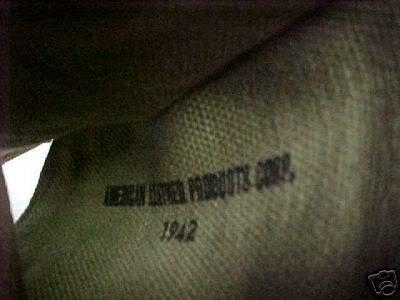 AMERICAN LEATHER PRODUCTS CORP.
1942